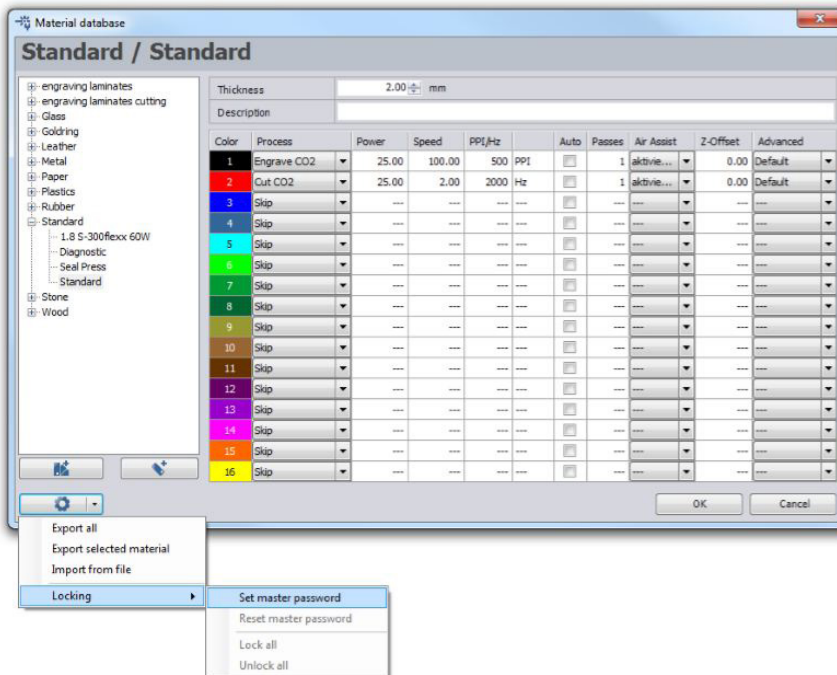 Material database
Standard / Standard
engraving laminates
engraving laminates cutting
Glass
Goldring
Leather
Metal
Paper
Plastics
Rubber
Standard
1.8 S-300flexx 60W
Diagnostic
Seal Press
Standard
Stone
Wood
Thickness 2.00 mm
Description
Color Process Power Speed PPI/Hz Auto Passes Air Assist Z-Offset Advanced
1 Engrave CO2 25.00 100.00 500 PPI 1 aktivie... 0.00 Default
2 Cut CO2 25.00 2.00 2000 Hz 1 aktivie... 0.00 Default
3 Skip --- --- --- --- --- --- --- ---
4 Skip --- --- --- --- --- --- --- ---
5 Skip --- --- --- --- --- --- --- ---
6 Skip --- --- --- --- --- --- --- ---
7 Skip --- --- --- --- --- --- --- ---
8 Skip --- --- --- --- --- --- --- ---
9 Skip --- --- --- --- --- --- --- ---
10 Skip --- --- --- --- --- --- --- ---
11 Skip --- --- --- --- --- --- --- ---
12 Skip --- --- --- --- --- --- --- ---
13 Skip --- --- --- --- --- --- --- ---
14 Skip --- --- --- --- --- --- --- ---
15 Skip --- --- --- --- --- --- --- ---
16 Skip --- --- --- --- --- --- --- ---
OK Cancel
Export all
Export selected material
Import from file
Locking
Set master password
Reset master password
Lock all
Unlock all